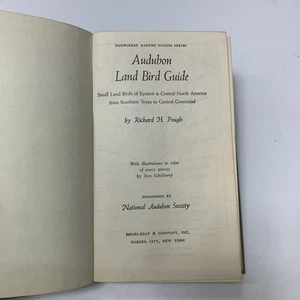 DOUBLEDAY NATURE GUIDES SERIES
Audubon
Land Bird Guide
Small Land Birds of Eastern & Central North America
from Southern Texas to Central Greenland
by Richard H. Pough
With illustrations in color
of every species
by Don Eckelberry
SPONSORED BY
National Audubon Society
DOUBLEDAY & COMPANY, INC.
GARDEN CITY, NEW YORK